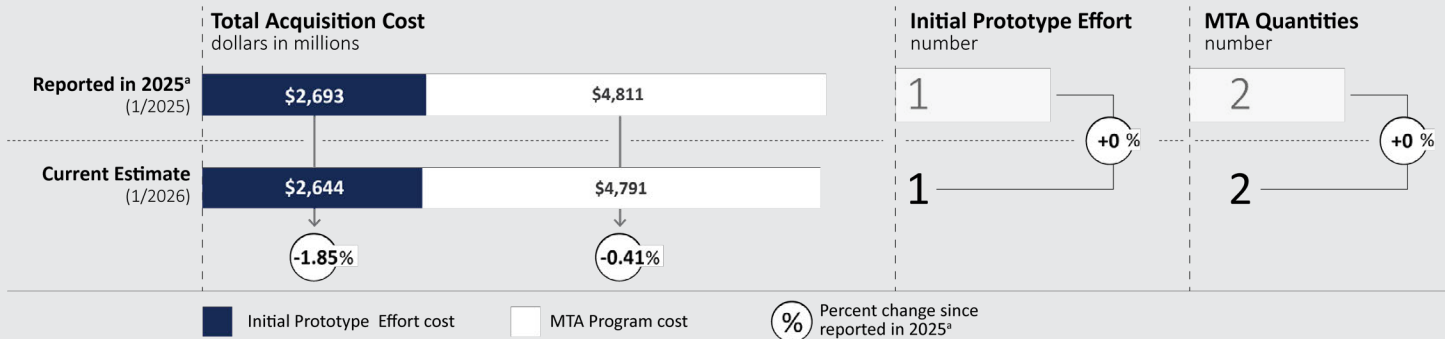 Total Acquisition Cost
dollars in millions
Initial Prototype Effort
number
MTA Quantities
number
Reported in 2025ᵃ
(1/2025)
$2,693
$4,811
1
2
+0 %
+0 %
Current Estimate
(1/2026)
$2,644
$4,791
1
2
-1.85%
-0.41%
Initial Prototype Effort cost
MTA Program cost
%
Percent change since
reported in 2025ᵃ